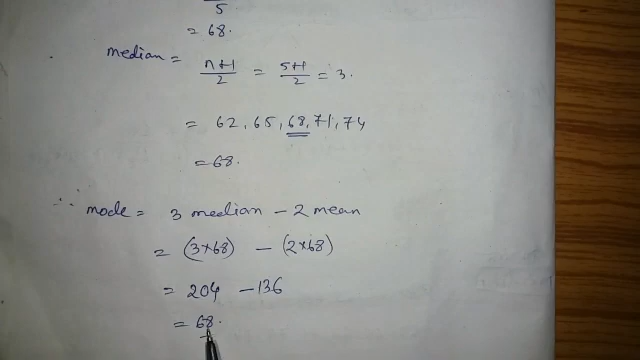 5
= 68.
median = n+1/2 = 5+1/2 = 3.
= 62, 65, 68, 71, 74
= 68.
∴ mode = 3 median - 2 mean
= (3×68) - (2×68)
= 204 - 136
= 68.